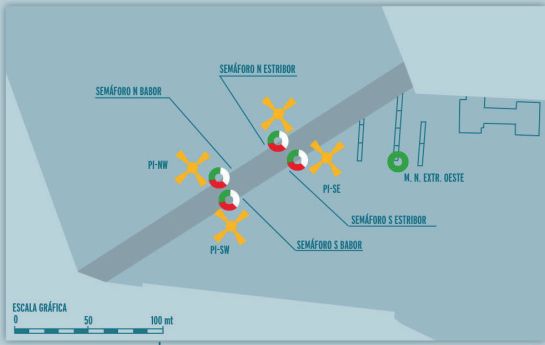 SEMÁFORO N ESTRIBOR
SEMÁFORO N BABOR
PI-NW
PI-SE
M. N. EXTR. OESTE
SEMÁFORO S ESTRIBOR
PI-SW
SEMÁFORO S BABOR
ESCALA GRÁFICA
0 50 100 mt